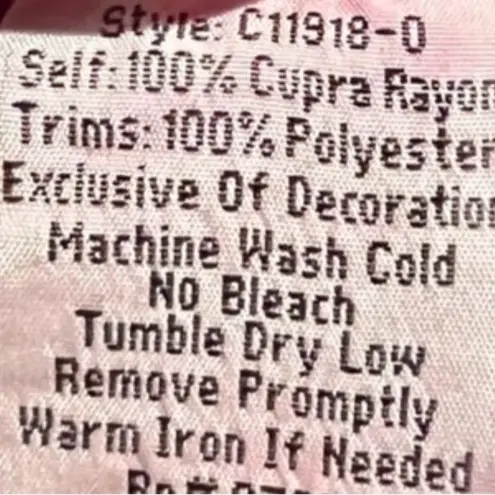 Style: C11918-0
Self: 100% Cupra Rayon
Trims: 100% Polyester
Exclusive Of Decoration
Machine Wash Cold
No Bleach
Tumble Dry Low
Remove Promptly
Warm Iron If Needed